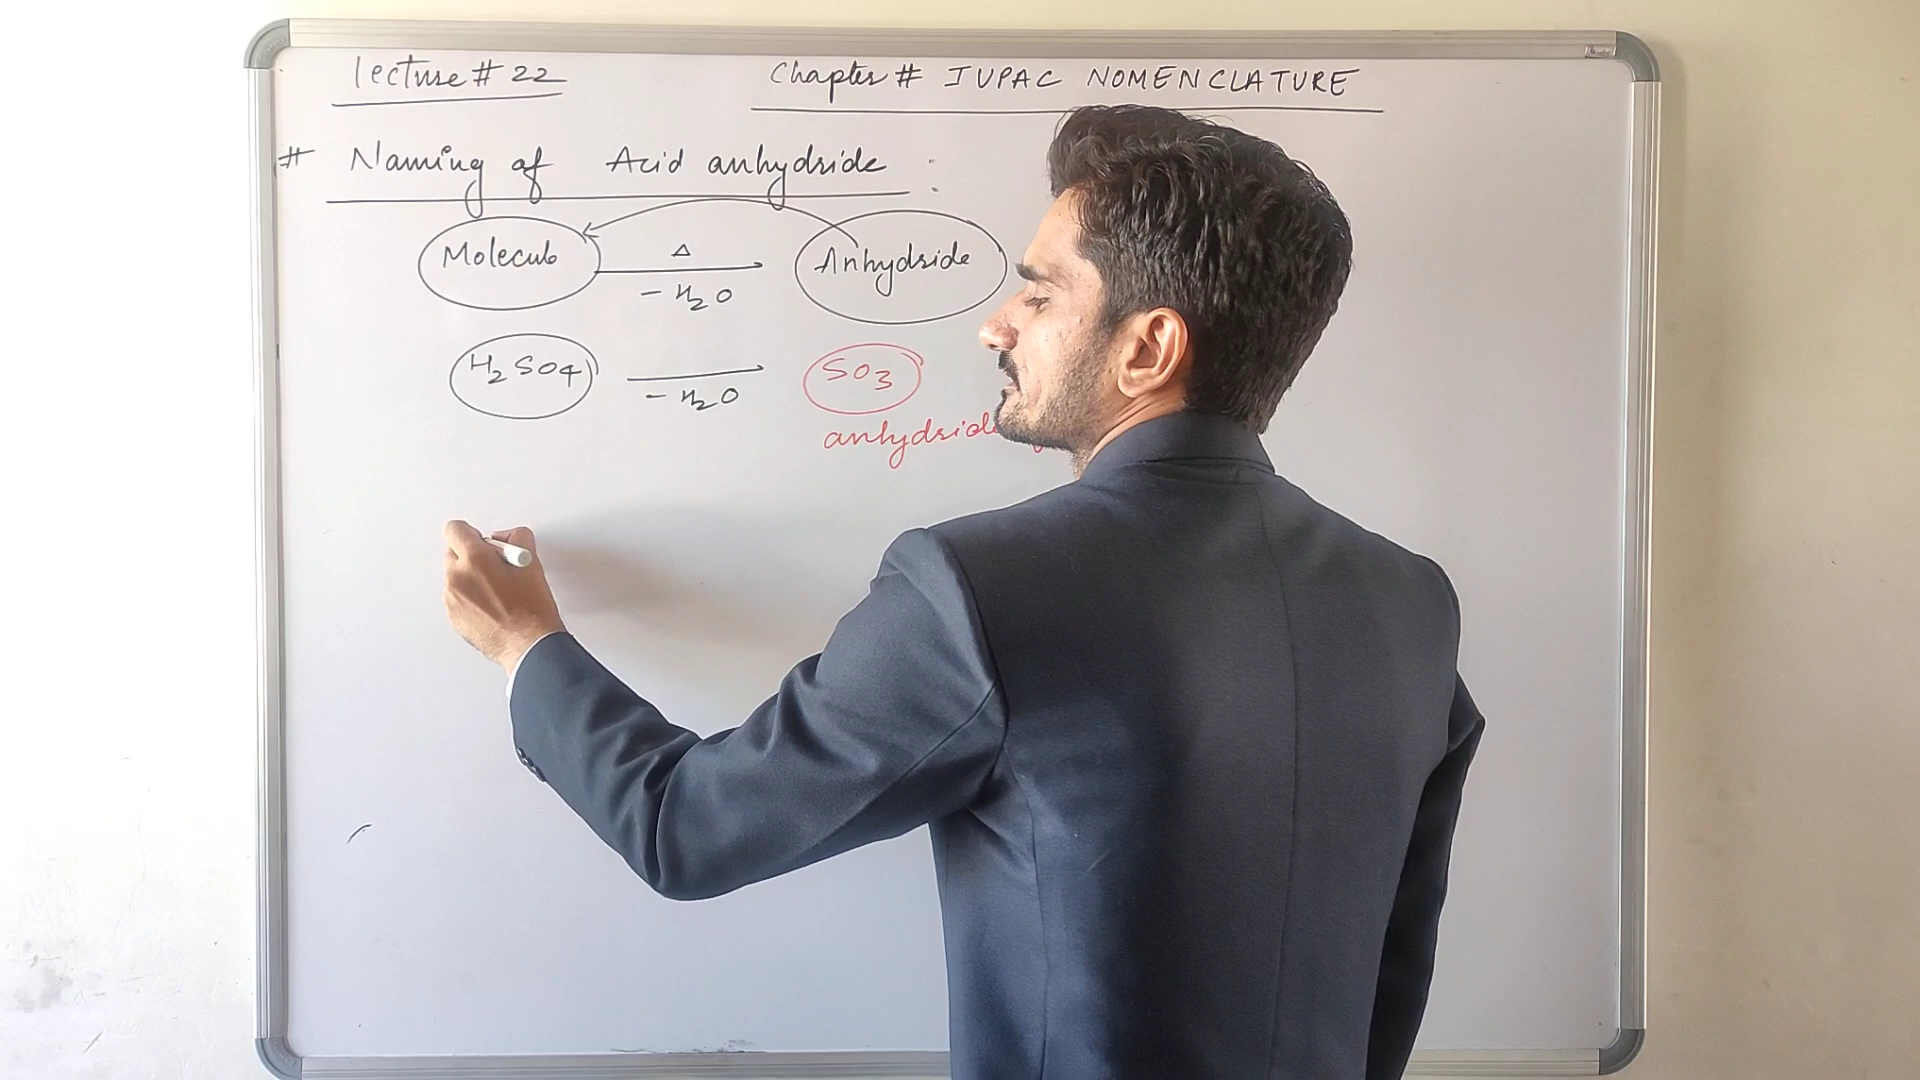 Lecture # 22
Chapter # IUPAC NOMENCLATURE
# Naming of Acid anhydride :
Molecule Δ Anhydride
- H₂O
H₂SO₄ SO₃
- H₂O
anhydride